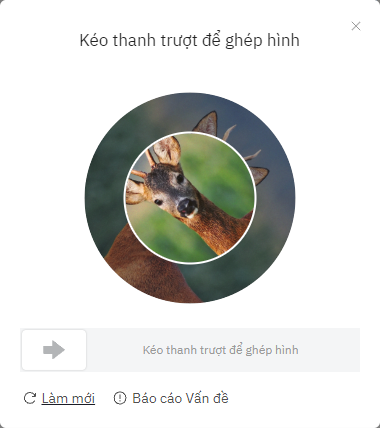 Kéo thanh trượt để ghép hình
Kéo thanh trượt để ghép hình
Làm mới
Báo cáo Vấn đề